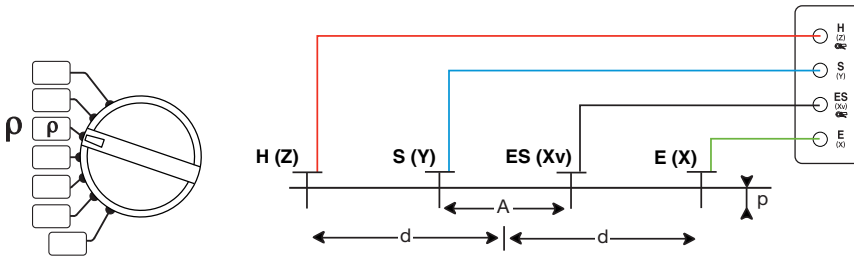 ρ
ρ
H (Z)
S (Y)
ES (Xv)
E (X)
A
d
d
p
H
(Z)
S
(Y)
ES
(Xv)
E
(X)